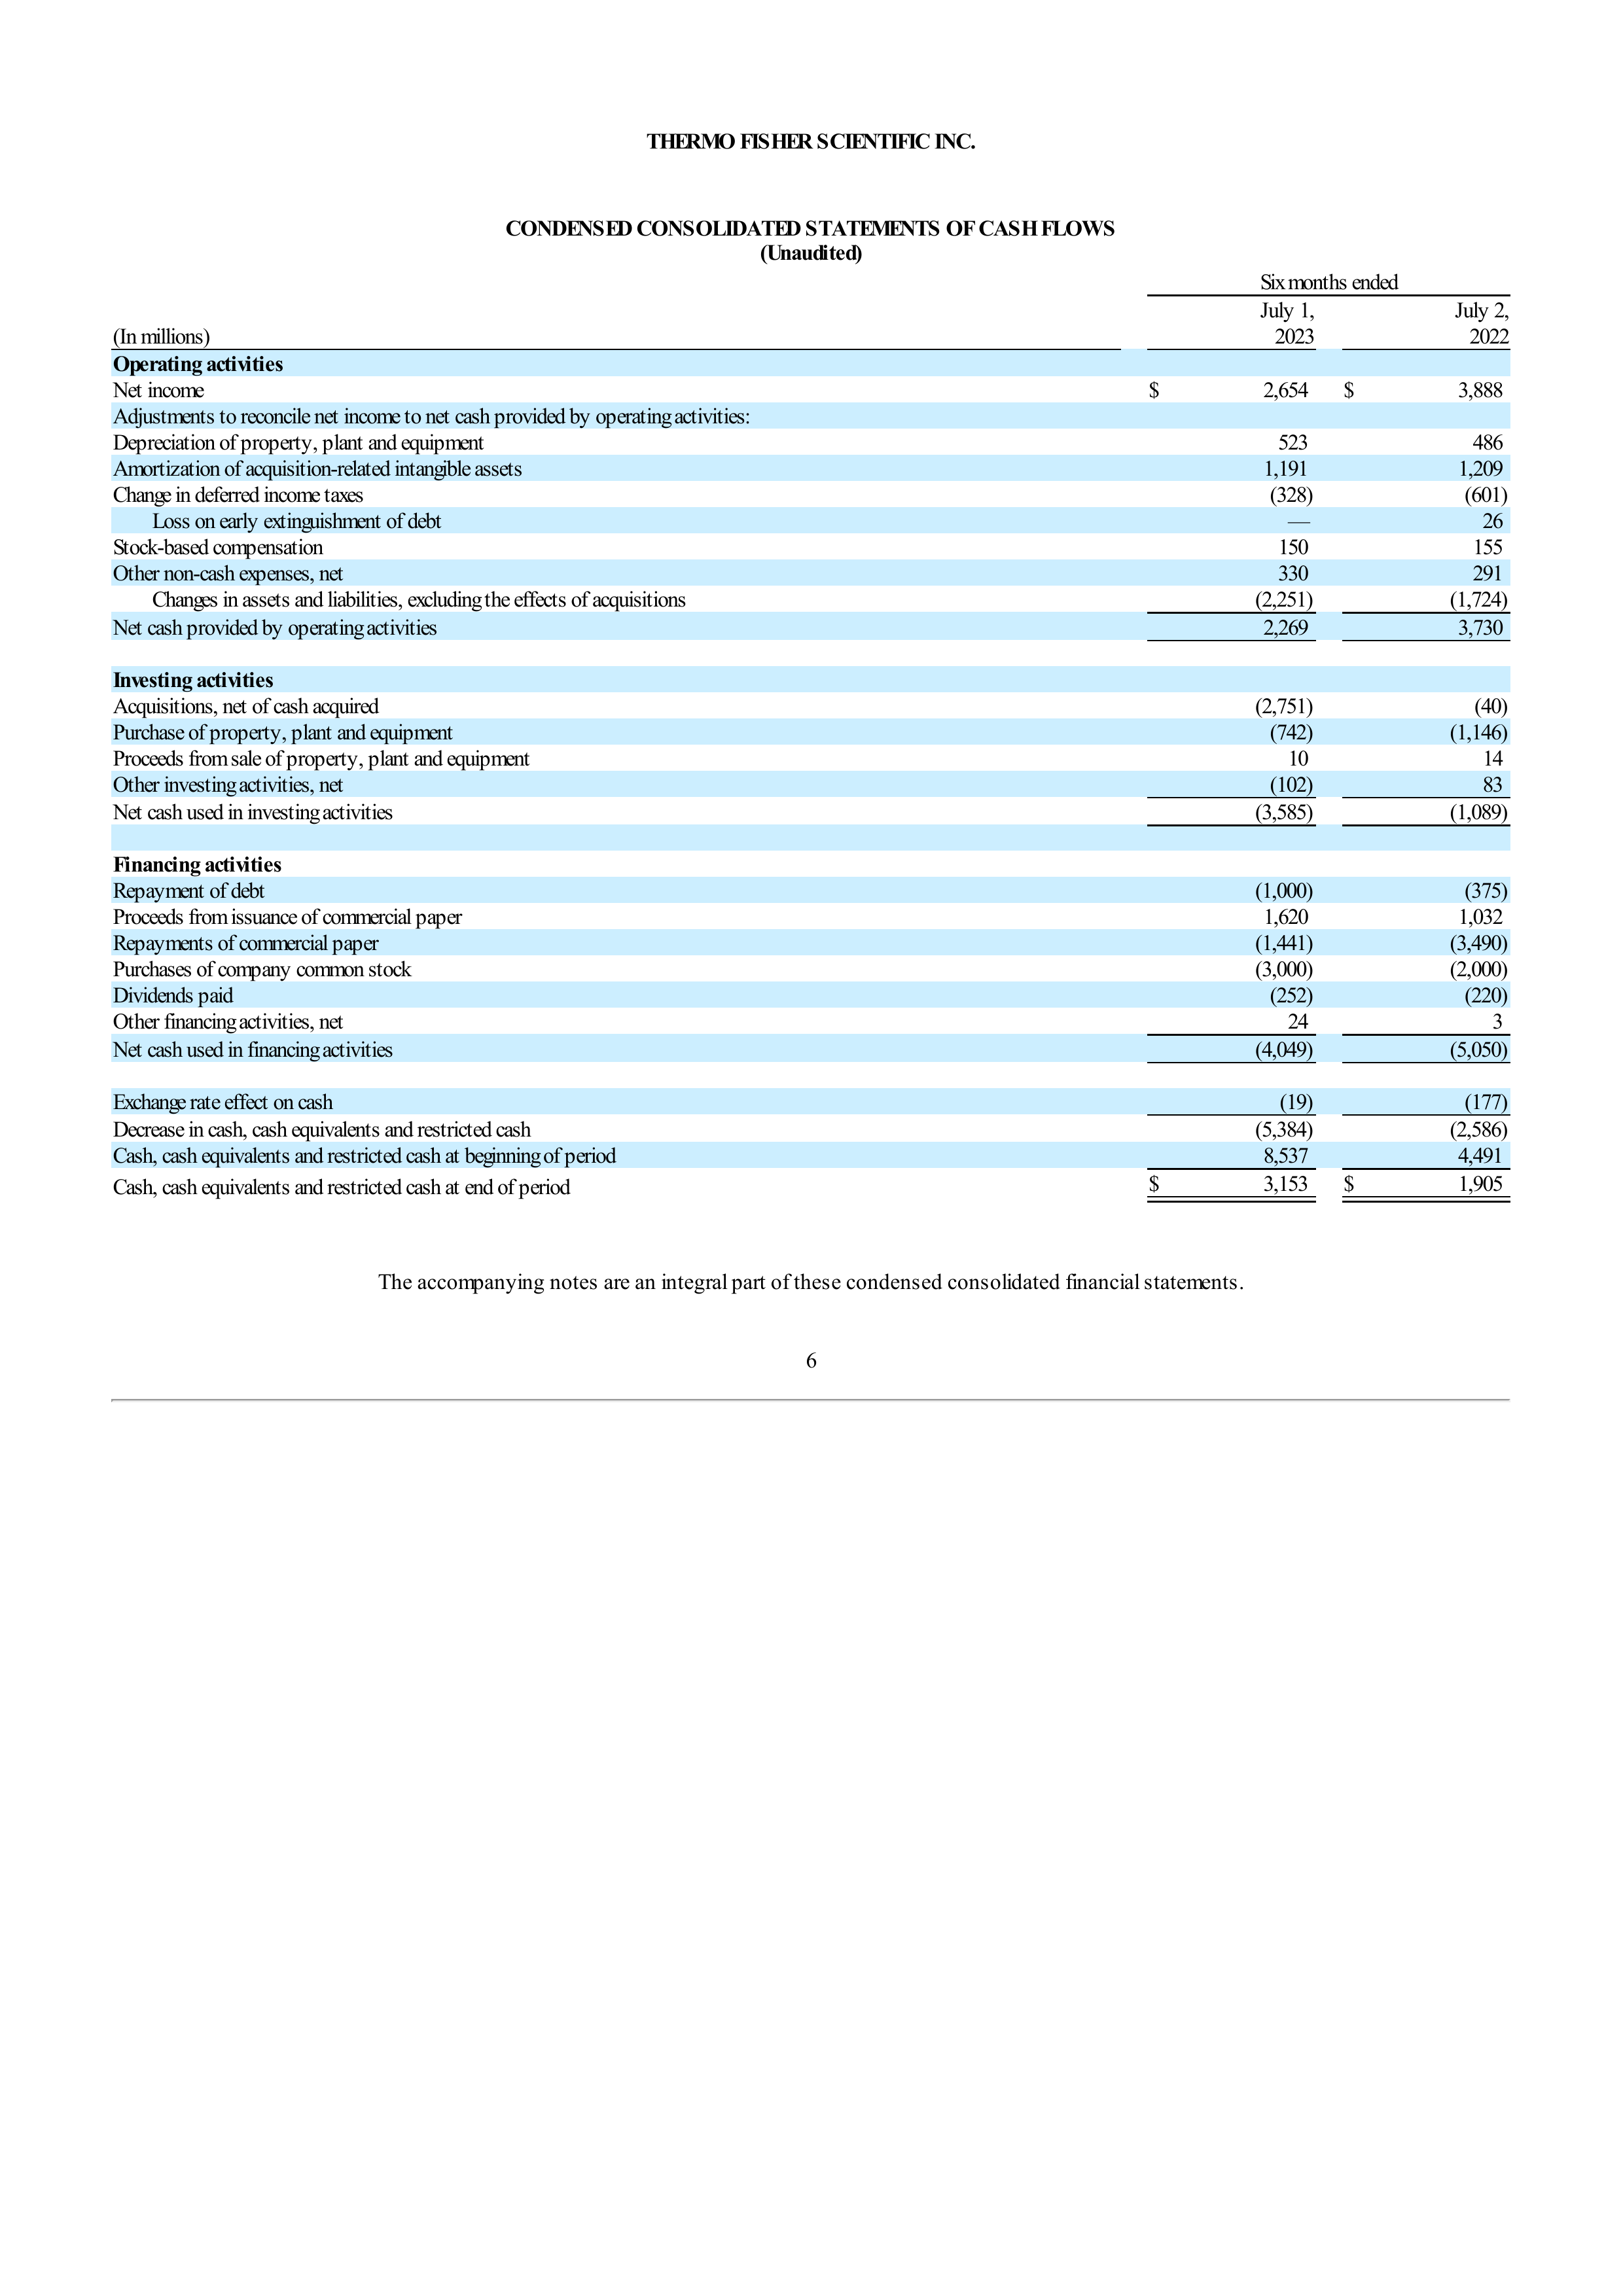 THERMO FISHER SCIENTIFIC INC.
CONDENSED CONSOLIDATED STATEMENTS OF CASH FLOWS
(Unaudited)
Six months ended
July 1, July 2,
(In millions) 2023 2022
Operating activities
Net income $ 2,654 $ 3,888
Adjustments to reconcile net income to net cash provided by operating activities:
Depreciation of property, plant and equipment 523 486
Amortization of acquisition-related intangible assets 1,191 1,209
Change in deferred income taxes (328) (601)
Loss on early extinguishment of debt — 26
Stock-based compensation 150 155
Other non-cash expenses, net 330 291
Changes in assets and liabilities, excluding the effects of acquisitions (2,251) (1,724)
Net cash provided by operating activities 2,269 3,730
Investing activities
Acquisitions, net of cash acquired (2,751) (40)
Purchase of property, plant and equipment (742) (1,146)
Proceeds from sale of property, plant and equipment 10 14
Other investing activities, net (102) 83
Net cash used in investing activities (3,585) (1,089)
Financing activities
Repayment of debt (1,000) (375)
Proceeds from issuance of commercial paper 1,620 1,032
Repayments of commercial paper (1,441) (3,490)
Purchases of company common stock (3,000) (2,000)
Dividends paid (252) (220)
Other financing activities, net 24 3
Net cash used in financing activities (4,049) (5,050)
Exchange rate effect on cash (19) (177)
Decrease in cash, cash equivalents and restricted cash (5,384) (2,586)
Cash, cash equivalents and restricted cash at beginning of period 8,537 4,491
Cash, cash equivalents and restricted cash at end of period $ 3,153 $ 1,905
The accompanying notes are an integral part of these condensed consolidated financial statements.
6